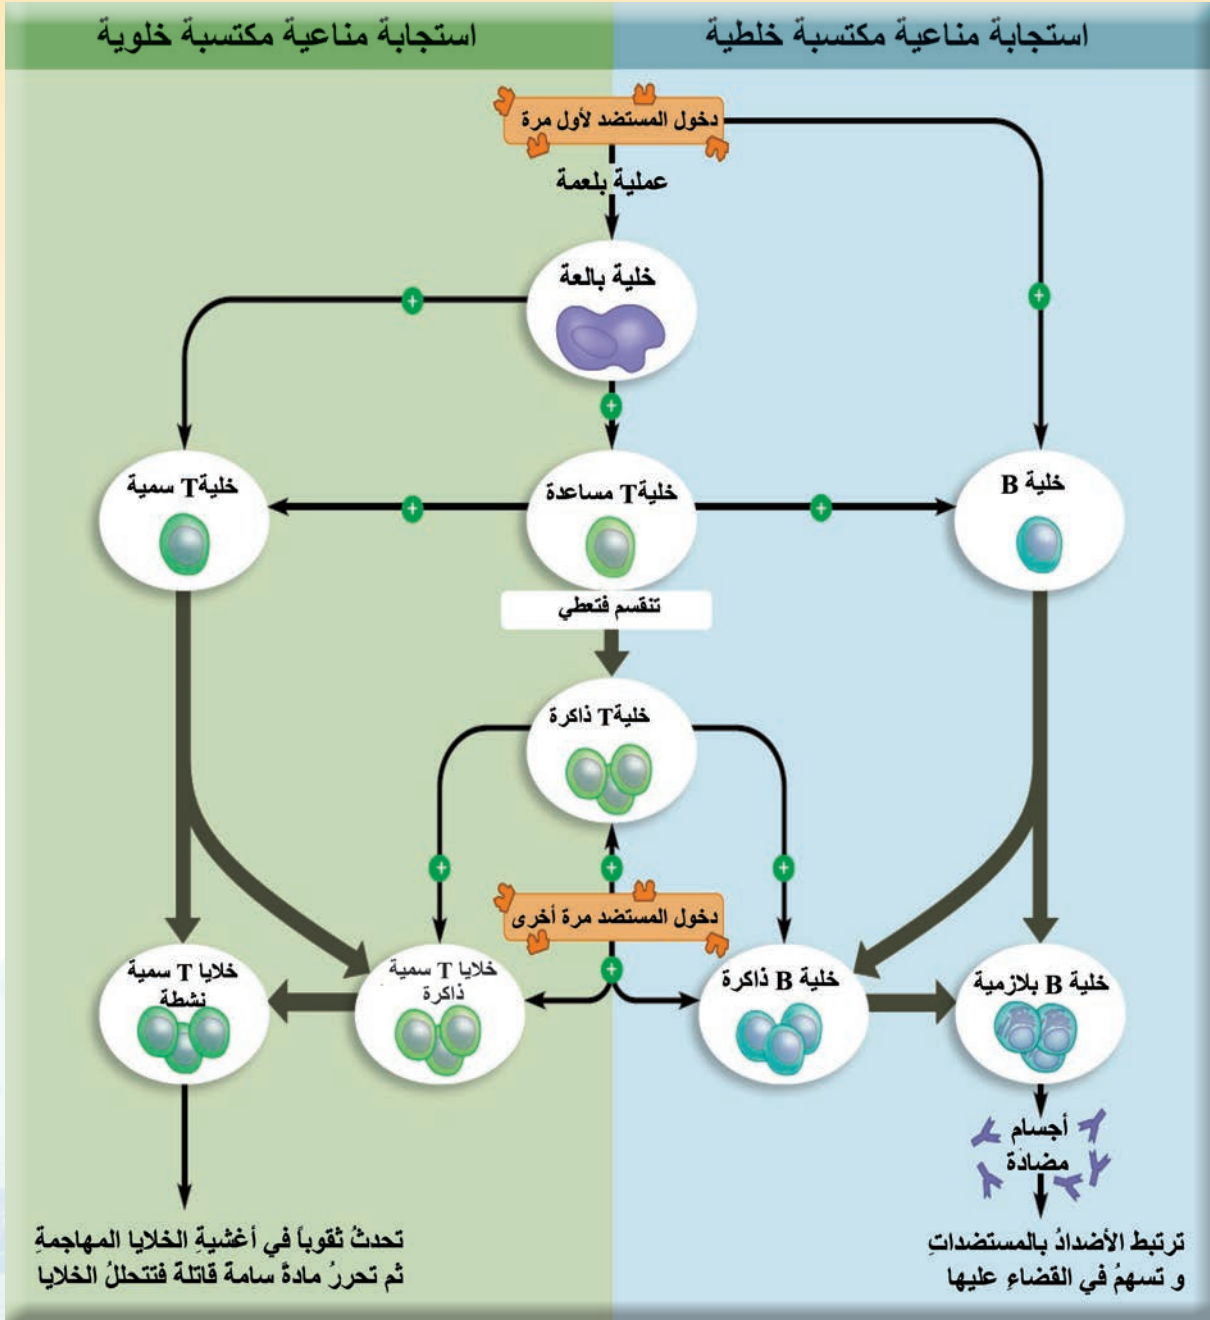 استجابة مناعية مكتسبة خلطية
استجابة مناعية مكتسبة خلوية
دخول المستضد لأول مرة
عملية بلعمة
خلية بالعة
+
+
+
خلية B
خلية T مساعدة
خلية T سمية
+
+
تنقسم فتعطي
خلية T ذاكرة
+
+
+
دخول المستضد مرة أخرى
+
خلية B بلازمية
خلية B ذاكرة
خلايا T سمية
ذاكرة
خلايا T سمية
نشطة
أجسام
مضادة
ترتبط الأضدادُ بالمستضداتِ
و تسهمُ في القضاءِ عليها
تحدثُ ثقوباً في أغشيةِ الخلايا المهاجمةِ
ثم تحررُ مادةً سامة قاتلة فتتحللُ الخلايا